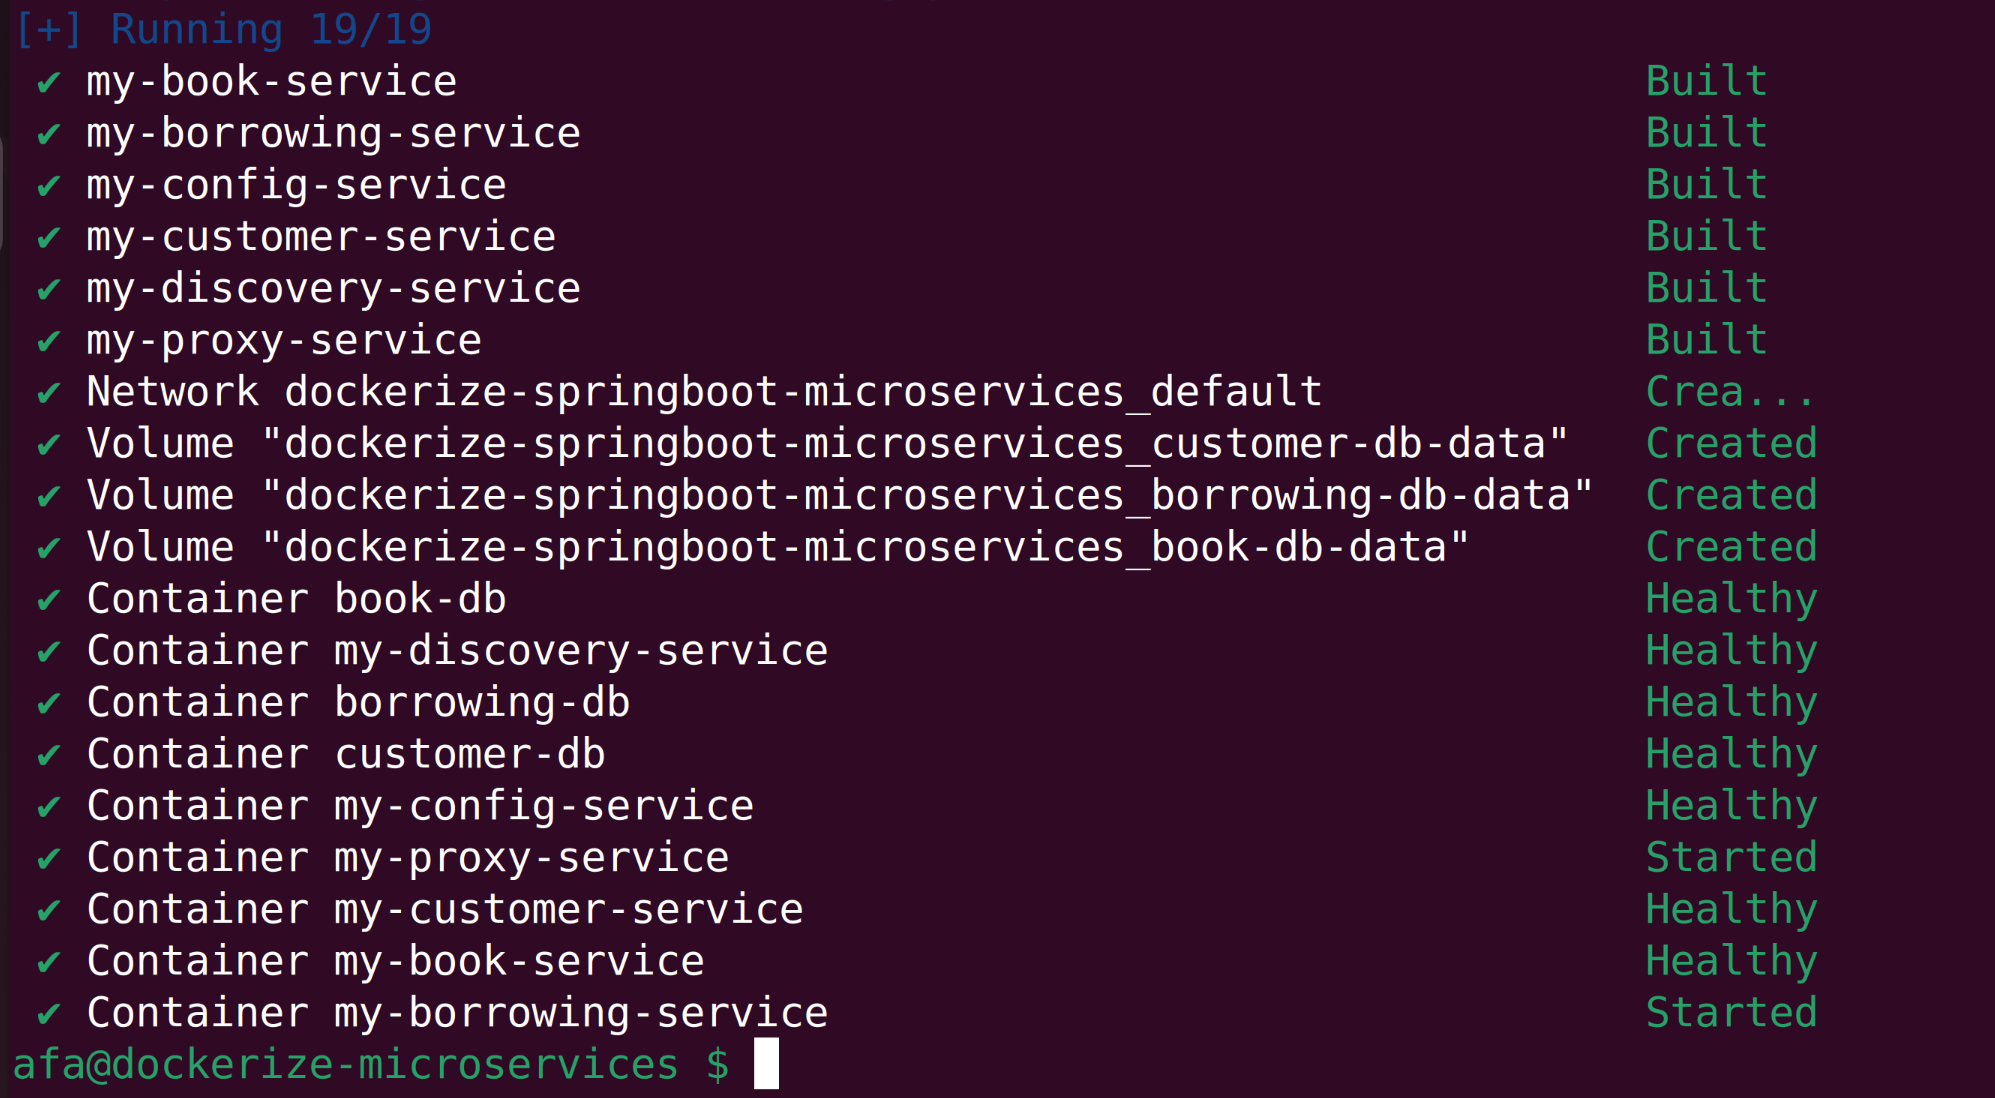 [+] Running 19/19
✔ my-book-service Built
✔ my-borrowing-service Built
✔ my-config-service Built
✔ my-customer-service Built
✔ my-discovery-service Built
✔ my-proxy-service Built
✔ Network dockerize-springboot-microservices_default Crea...
✔ Volume "dockerize-springboot-microservices_customer-db-data" Created
✔ Volume "dockerize-springboot-microservices_borrowing-db-data" Created
✔ Volume "dockerize-springboot-microservices_book-db-data" Created
✔ Container book-db Healthy
✔ Container my-discovery-service Healthy
✔ Container borrowing-db Healthy
✔ Container customer-db Healthy
✔ Container my-config-service Healthy
✔ Container my-proxy-service Started
✔ Container my-customer-service Healthy
✔ Container my-book-service Healthy
✔ Container my-borrowing-service Started
afa@dockerize-microservices $